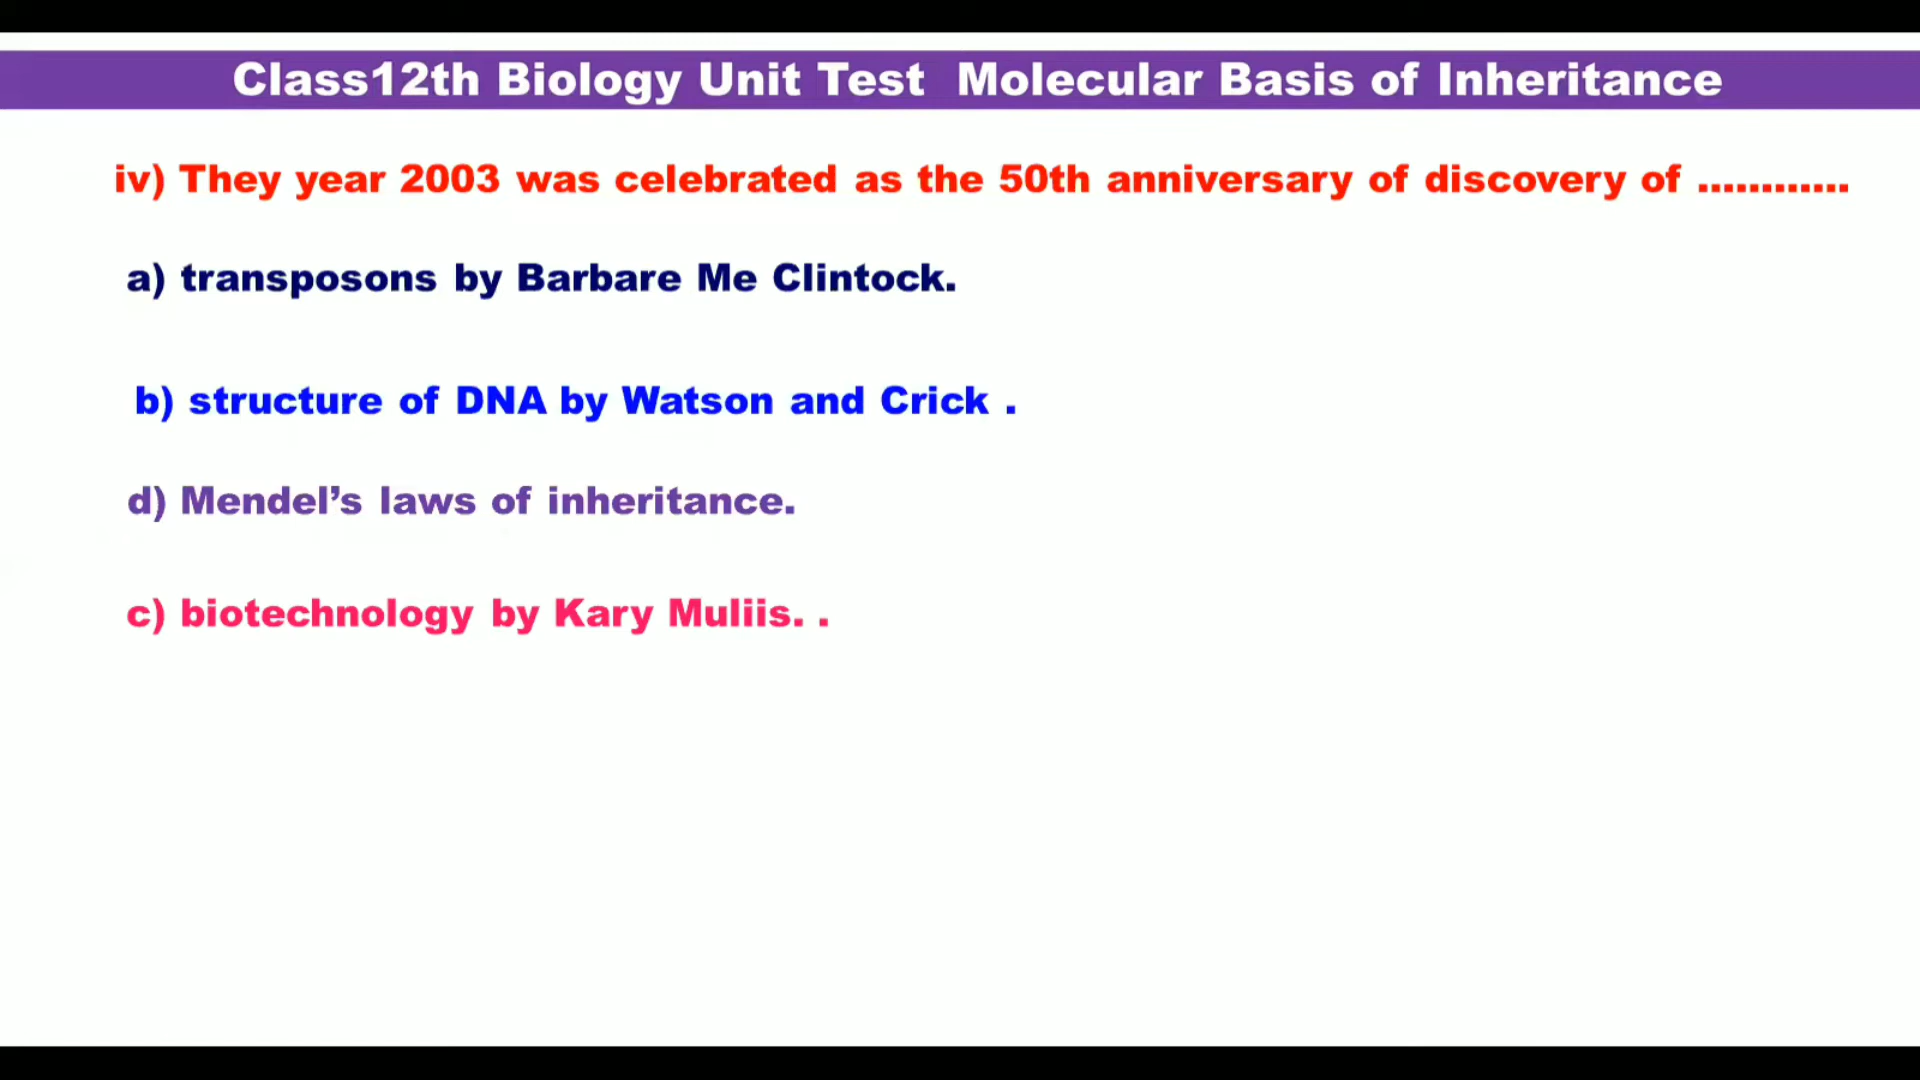 Class12th Biology Unit Test  Molecular Basis of Inheritance
iv) They year 2003 was celebrated as the 50th anniversary of discovery of ............
a) transposons by Barbare Me Clintock.
b) structure of DNA by Watson and Crick .
d) Mendel’s laws of inheritance.
c) biotechnology by Kary Muliis. .